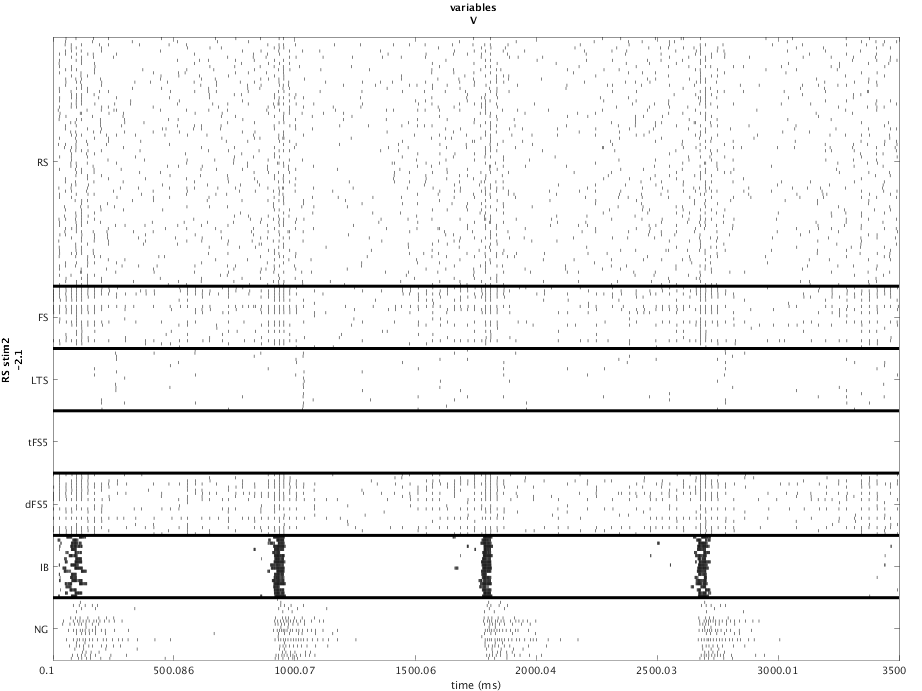 variables
V
RS
FS
LTS
tFS5
dFS5
IB
NG
RS stim2
-2.1
0.1 500.086 1000.07 1500.06 2000.04 2500.03 3000.01 3500
time (ms)